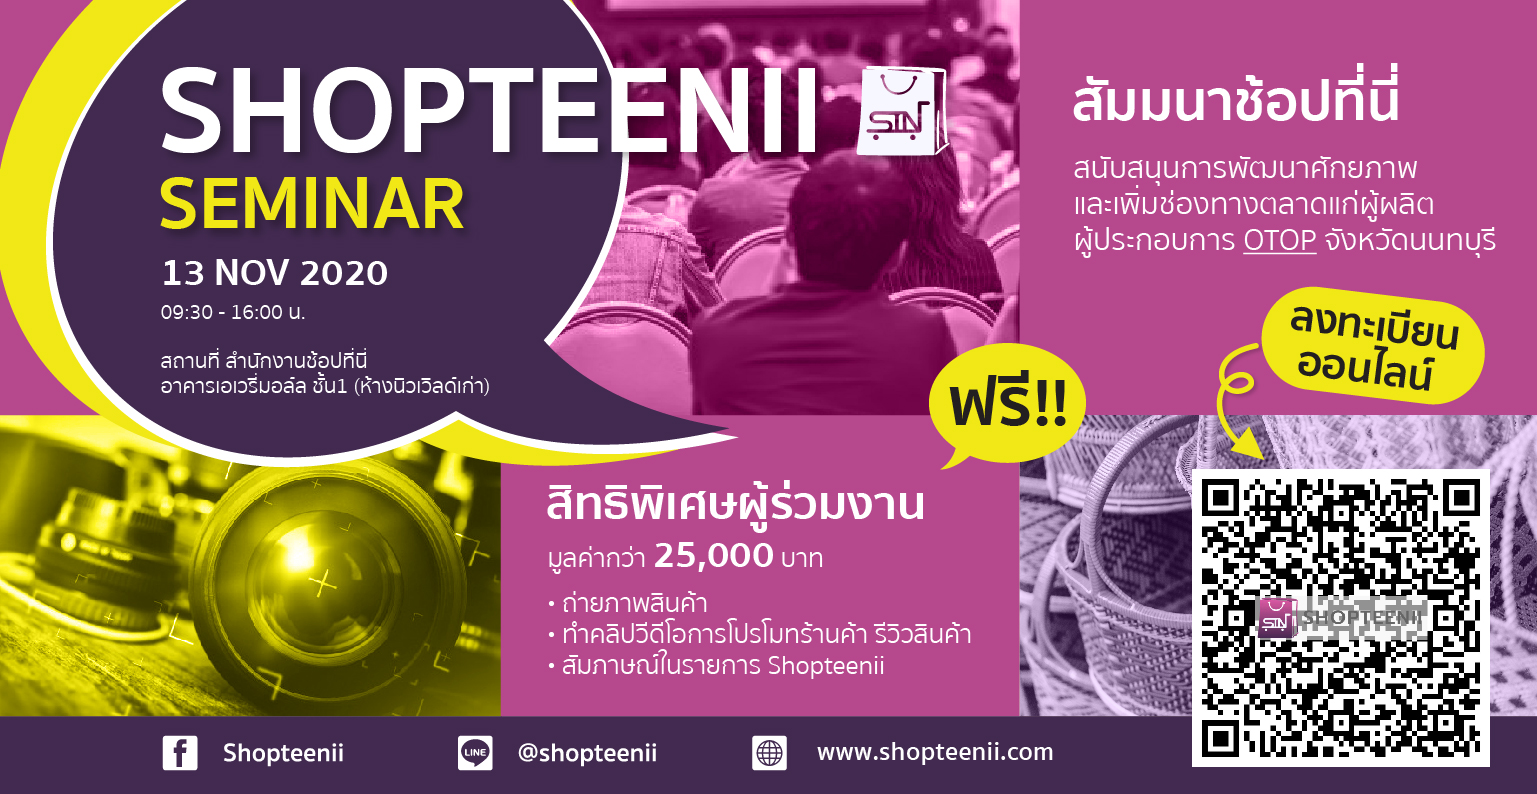 SHOPTEENII
STN
SEMINAR
13 NOV 2020
09:30 - 16:00 น.
สถานที่ สำนักงานช้อปที่นี่
อาคารเอเวรี่มอล์ล ชั้น1 (ห้างนิวเวิลด์เก่า)
สัมมนาช้อปที่นี่
สนับสนุนการพัฒนาศักยภาพ
และเพิ่มช่องทางตลาดแก่ผู้ผลิต
ผู้ประกอบการ OTOP จังหวัดนนทบุรี
ลงทะเบียน
ออนไลน์
ฟรี!!
สิทธิพิเศษผู้ร่วมงาน
มูลค่ากว่า 25,000 บาท
• ถ่ายภาพสินค้า
• ทำคลิปวีดีโอการโปรโมทร้านค้า รีวิวสินค้า
• สัมภาษณ์ในรายการ Shopteenii
STN SHOPTEENII
Shopteenii
LINE @shopteenii
www.shopteenii.com